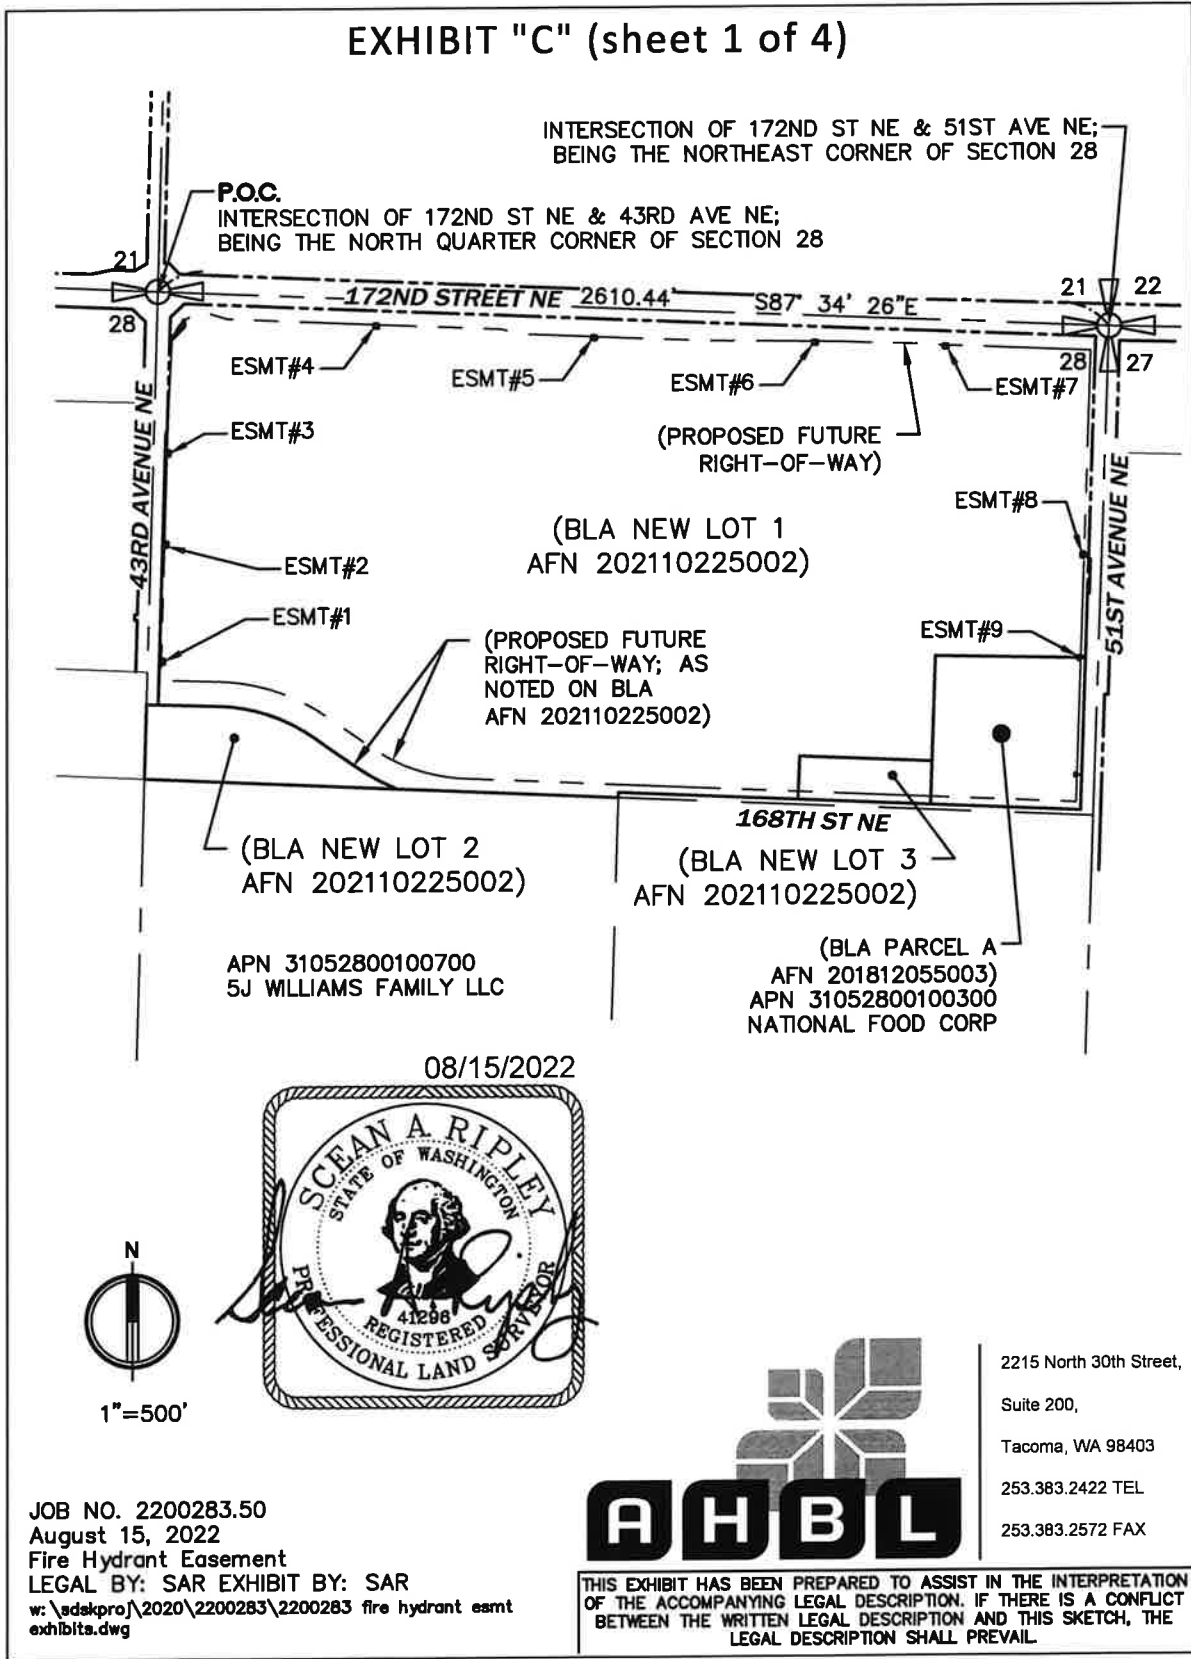 EXHIBIT "C" (sheet 1 of 4)
INTERSECTION OF 172ND ST NE & 51ST AVE NE;
BEING THE NORTHEAST CORNER OF SECTION 28
P.O.C.
INTERSECTION OF 172ND ST NE & 43RD AVE NE;
BEING THE NORTH QUARTER CORNER OF SECTION 28
21
28
172ND STREET NE 2610.44' S87° 34' 26"E
21 22
28 27
ESMT#4
ESMT#5
ESMT#6
ESMT#7
ESMT#3
(PROPOSED FUTURE
RIGHT-OF-WAY)
43RD AVENUE NE
51ST AVENUE NE
ESMT#8
(BLA NEW LOT 1
AFN 202110225002)
ESMT#2
ESMT#1
ESMT#9
(PROPOSED FUTURE
RIGHT-OF-WAY; AS
NOTED ON BLA
AFN 202110225002)
168TH ST NE
(BLA NEW LOT 2
AFN 202110225002)
(BLA NEW LOT 3
AFN 202110225002)
APN 31052800100700
5J WILLIAMS FAMILY LLC
(BLA PARCEL A
AFN 201812055003)
APN 31052800100300
NATIONAL FOOD CORP
08/15/2022
SCEAN A. RIPLEY
STATE OF WASHINGTON
41296
REGISTERED
PROFESSIONAL LAND SURVEYOR
N
1"=500'
AHBL
2215 North 30th Street,
Suite 200,
Tacoma, WA 98403
253.383.2422 TEL
253.383.2572 FAX
JOB NO. 2200283.50
August 15, 2022
Fire Hydrant Easement
LEGAL BY: SAR EXHIBIT BY: SAR
w:\sdskproj\2020\2200283\2200283 fire hydrant esmt
exhibits.dwg
THIS EXHIBIT HAS BEEN PREPARED TO ASSIST IN THE INTERPRETATION
OF THE ACCOMPANYING LEGAL DESCRIPTION. IF THERE IS A CONFLICT
BETWEEN THE WRITTEN LEGAL DESCRIPTION AND THIS SKETCH, THE
LEGAL DESCRIPTION SHALL PREVAIL.